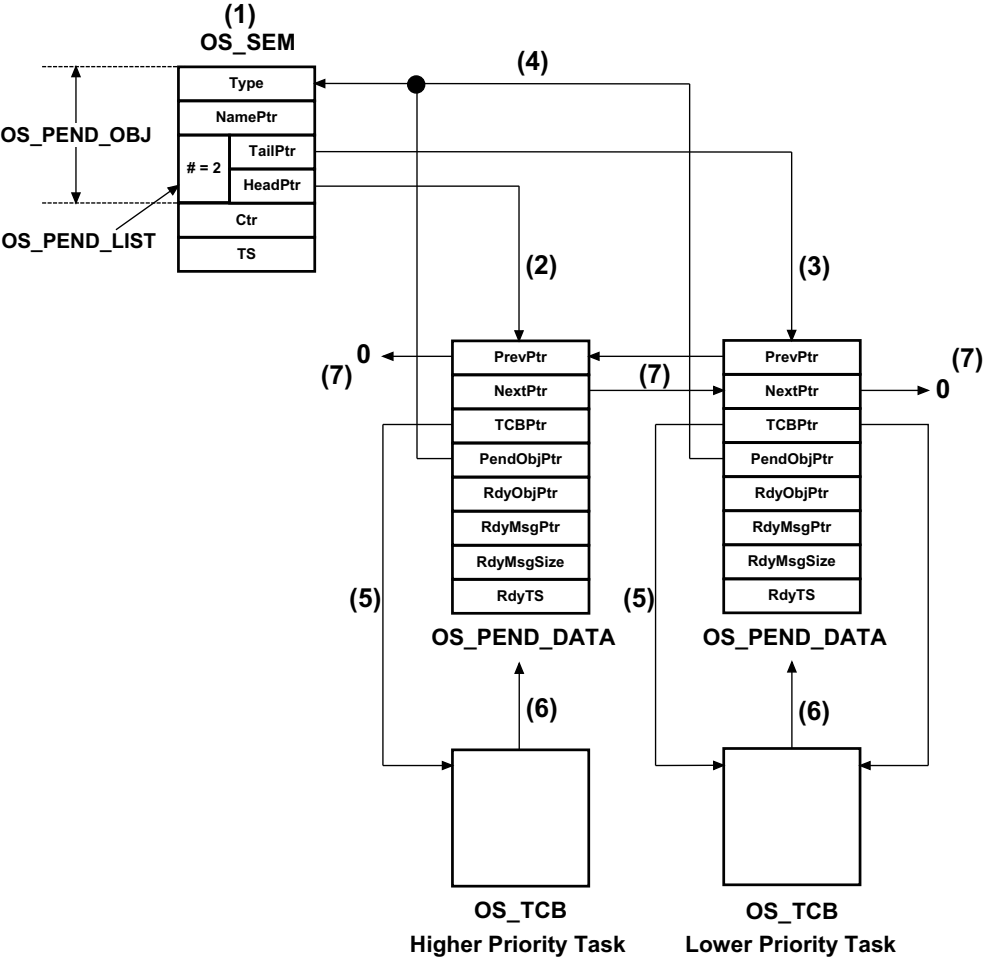 (1)
OS_SEM
(4)
Type
NamePtr
OS_PEND_OBJ
TailPtr
# = 2
HeadPtr
Ctr
OS_PEND_LIST
TS
(2)
(3)
0
PrevPtr
PrevPtr
(7)
(7)
(7)
NextPtr
NextPtr
0
TCBPtr
TCBPtr
PendObjPtr
PendObjPtr
RdyObjPtr
RdyObjPtr
RdyMsgPtr
RdyMsgPtr
RdyMsgSize
RdyMsgSize
(5)
RdyTS
(5)
RdyTS
OS_PEND_DATA
OS_PEND_DATA
(6)
(6)
OS_TCB
OS_TCB
Higher Priority Task
Lower Priority Task